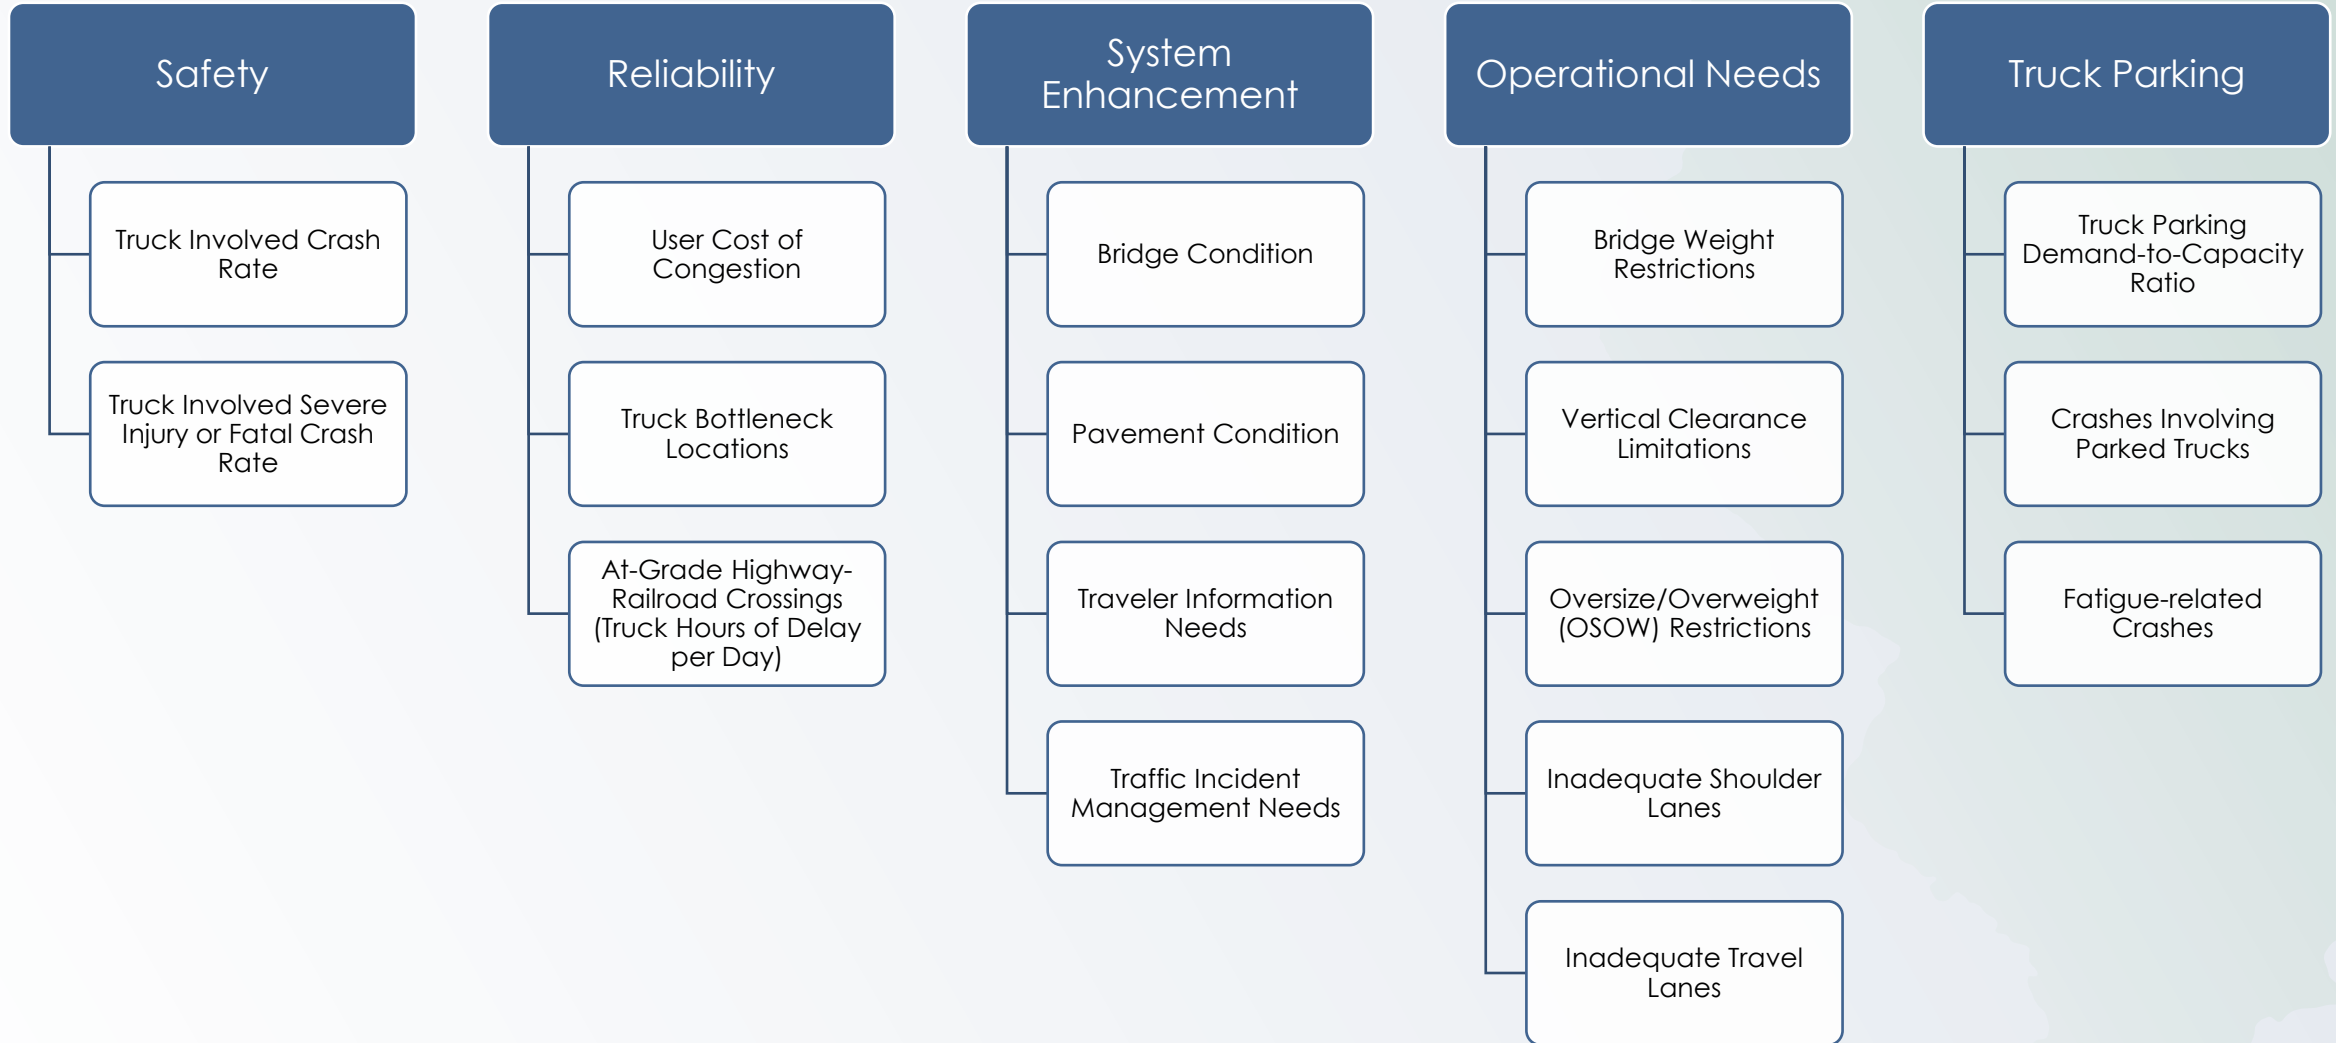 Safety
Truck Involved Crash
Rate
Truck Involved Severe
Injury or Fatal Crash
Rate
Reliability
User Cost of
Congestion
Truck Bottleneck
Locations
At-Grade Highway-
Railroad Crossings
(Truck Hours of Delay
per Day)
System
Enhancement
Bridge Condition
Pavement Condition
Traveler Information
Needs
Traffic Incident
Management Needs
Operational Needs
Bridge Weight
Restrictions
Vertical Clearance
Limitations
Oversize/Overweight
(OSOW) Restrictions
Inadequate Shoulder
Lanes
Inadequate Travel
Lanes
Truck Parking
Truck Parking
Demand-to-Capacity
Ratio
Crashes Involving
Parked Trucks
Fatigue-related
Crashes